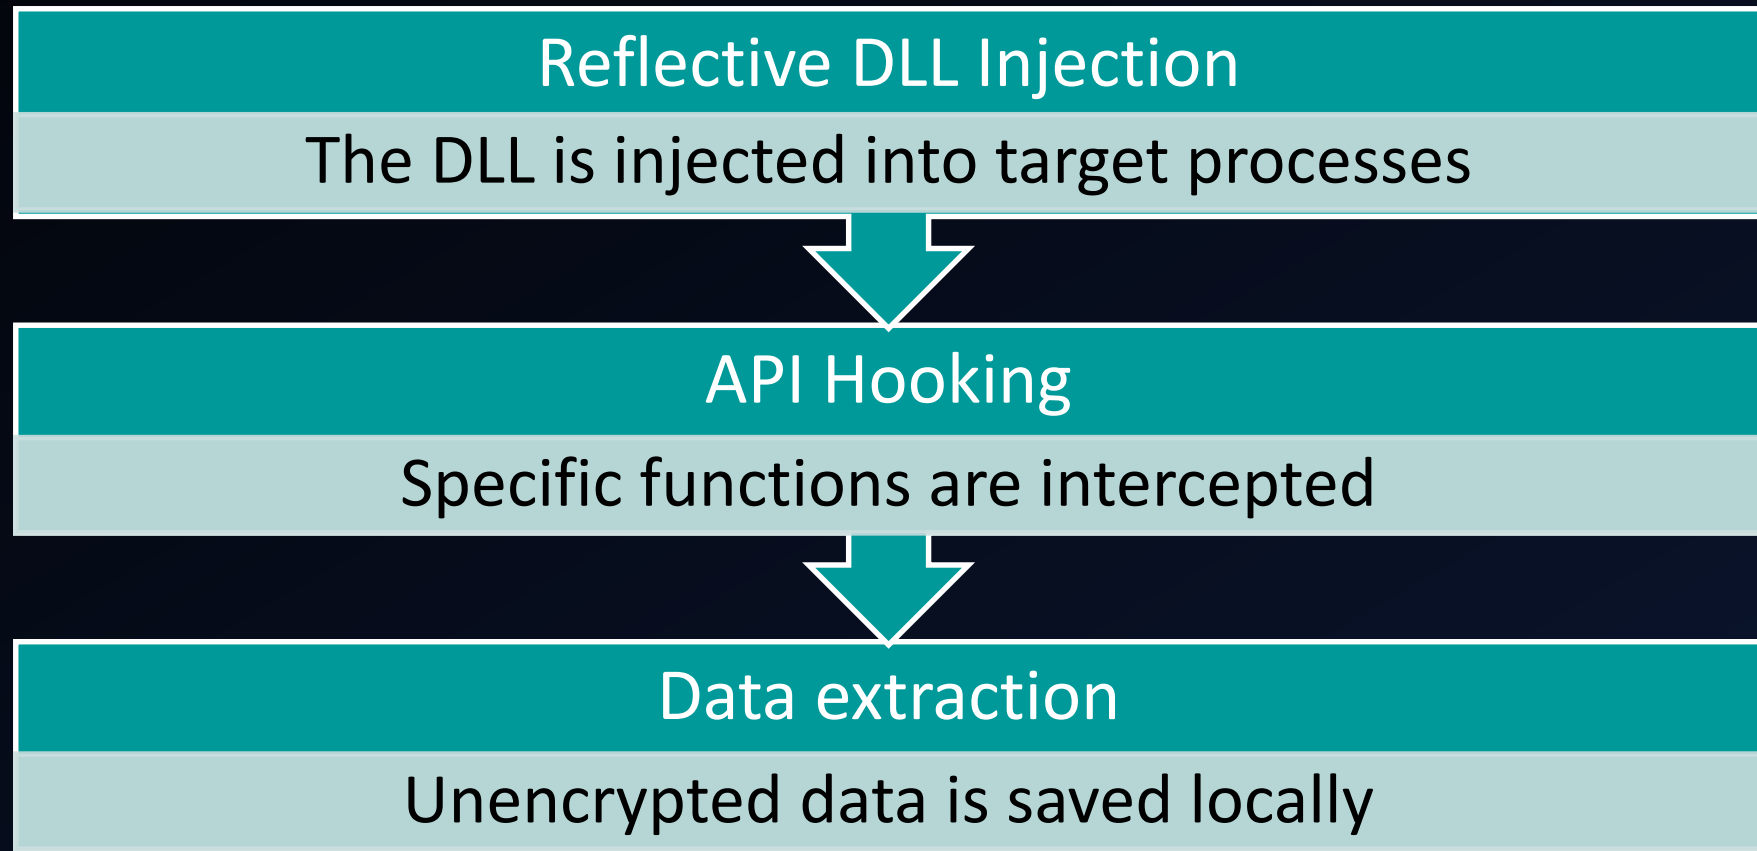 Reflective DLL Injection
The DLL is injected into target processes
API Hooking
Specific functions are intercepted
Data extraction
Unencrypted data is saved locally